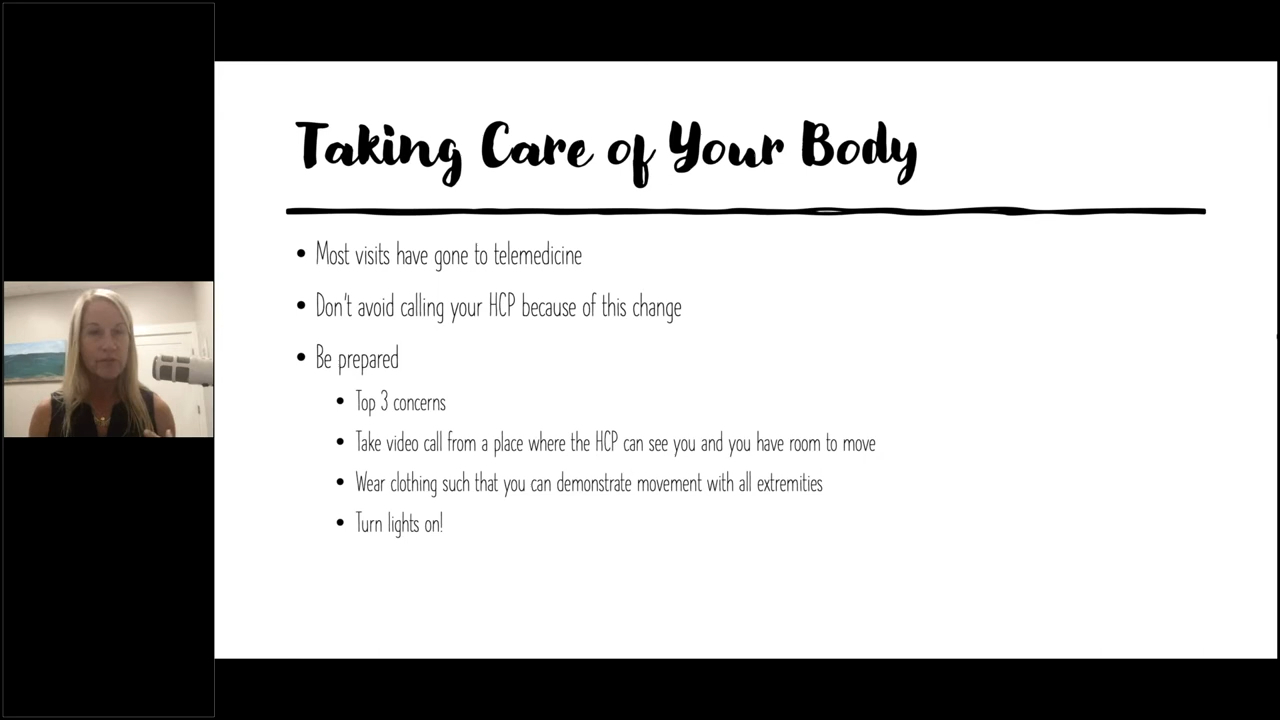 Taking Care of Your Body
• Most visits have gone to telemedicine
• Don't avoid calling your HCP because of this change
• Be prepared
• Top 3 concerns
• Take video call from a place where the HCP can see you and you have room to move
• Wear clothing such that you can demonstrate movement with all extremities
• Turn lights on!